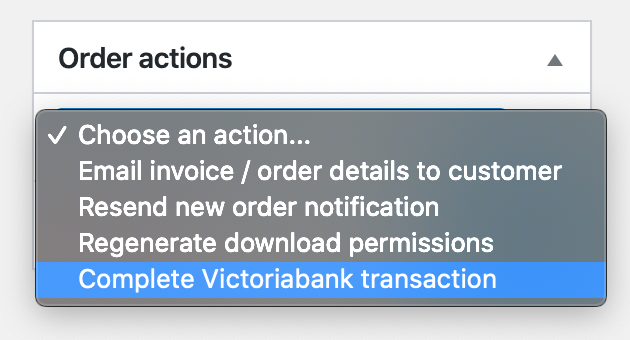 Order actions
Choose an action...
Email invoice / order details to customer
Resend new order notification
Regenerate download permissions
Complete Victoriabank transaction